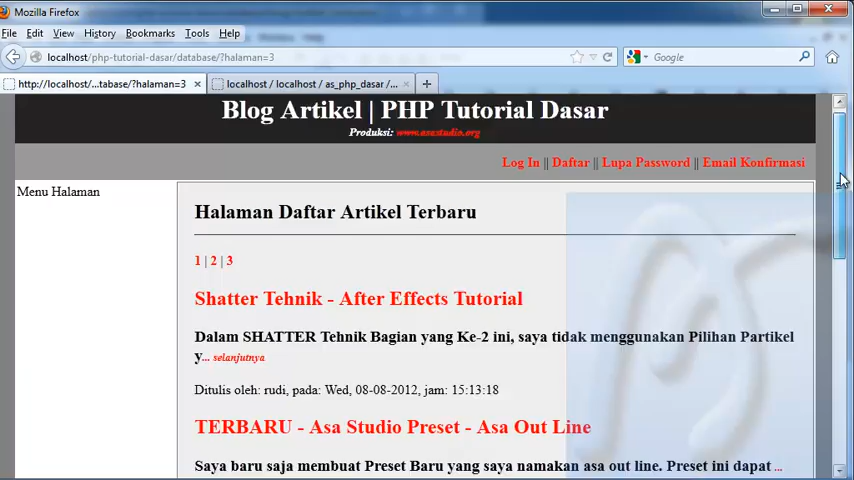 Mozilla Firefox
File Edit View History Bookmarks Tools Help
localhost/php-tutorial-dasar/database/?halaman=3
Google
http://localhost/...tabase/?halaman=3
localhost / localhost / as_php_dasar /...
Blog Artikel | PHP Tutorial Dasar
Produksi: www.asastudio.org
Log In || Daftar || Lupa Password || Email Konfirmasi
Menu Halaman
Halaman Daftar Artikel Terbaru
1 | 2 | 3
Shatter Tehnik - After Effects Tutorial
Dalam SHATTER Tehnik Bagian yang Ke-2 ini, saya tidak menggunakan Pilihan Partikel
y... selanjutnya
Ditulis oleh: rudi, pada: Wed, 08-08-2012, jam: 15:13:18
TERBARU - Asa Studio Preset - Asa Out Line
Saya baru saja membuat Preset Baru yang saya namakan asa out line. Preset ini dapat ...